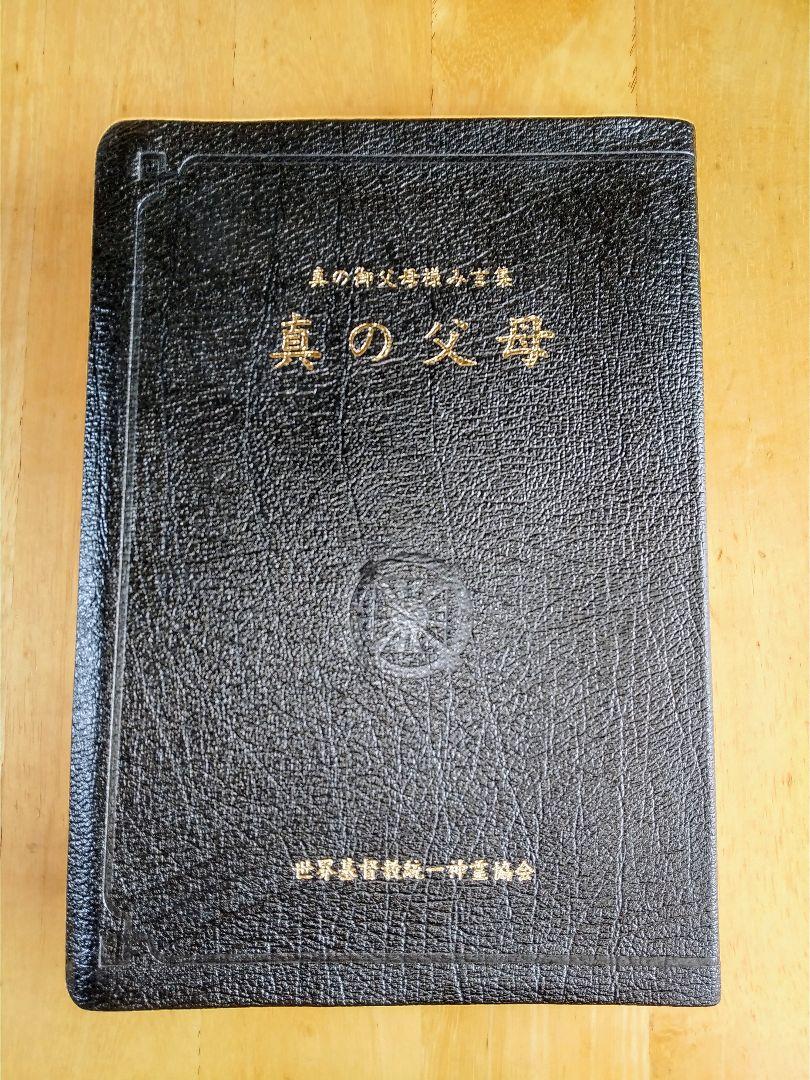 真の御父母様み言集
真の父母
世界基督教統一神霊協会